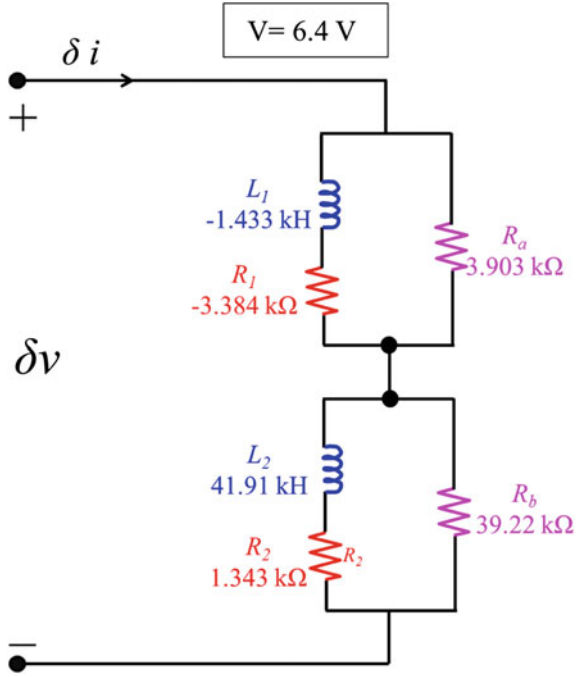 V= 6.4 V
δ i
+
L₁
-1.433 kH
R₁
-3.384 kΩ
Rₐ
3.903 kΩ
δv
L₂
41.91 kH
R₂
1.343 kΩ
R₂
R_b
39.22 kΩ
−